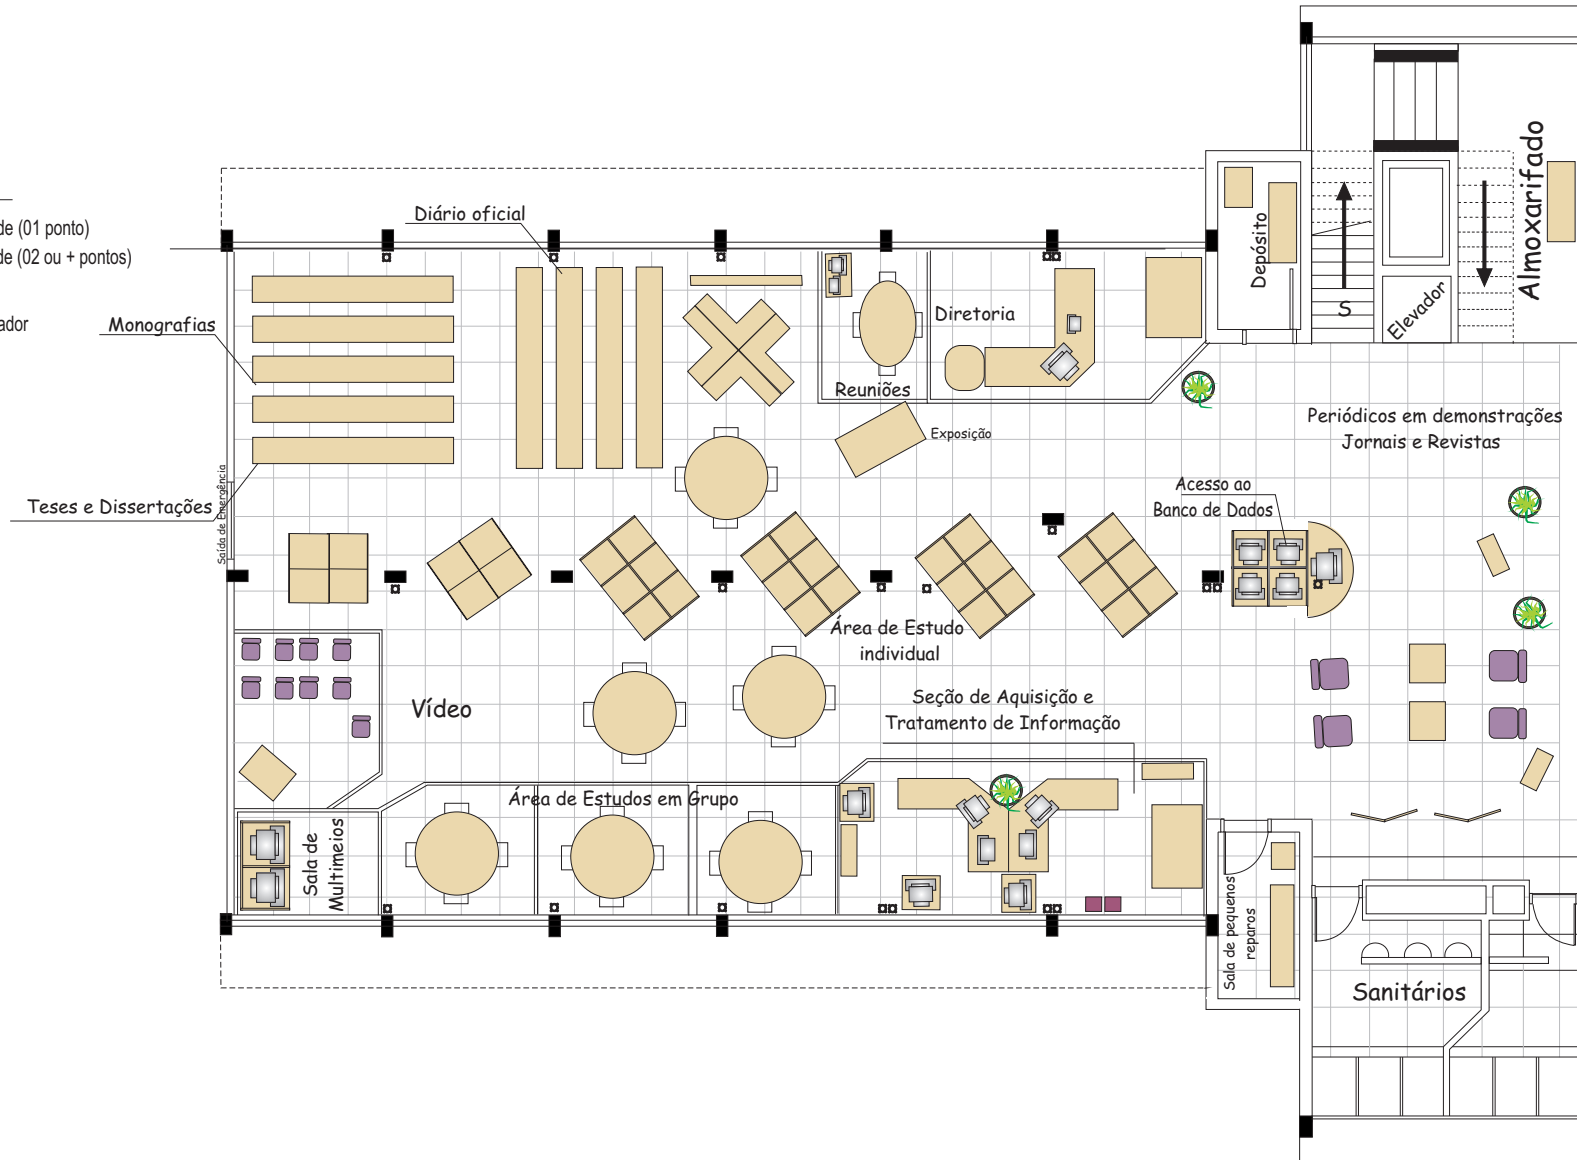 de (01 ponto)
de (02 ou + pontos)
ador
Diário oficial
Monografias
Teses e Dissertações
Saída de Emergência
Reuniões
Diretoria
Exposição
Depósito
S
Elevador
Almoxarifado
Periódicos em demonstrações
Jornais e Revistas
Acesso ao
Banco de Dados
Área de Estudo
individual
Vídeo
Seção de Aquisição e
Tratamento de Informação
Área de Estudos em Grupo
Sala de
Multimeios
Sala de pequenos
reparos
Sanitários